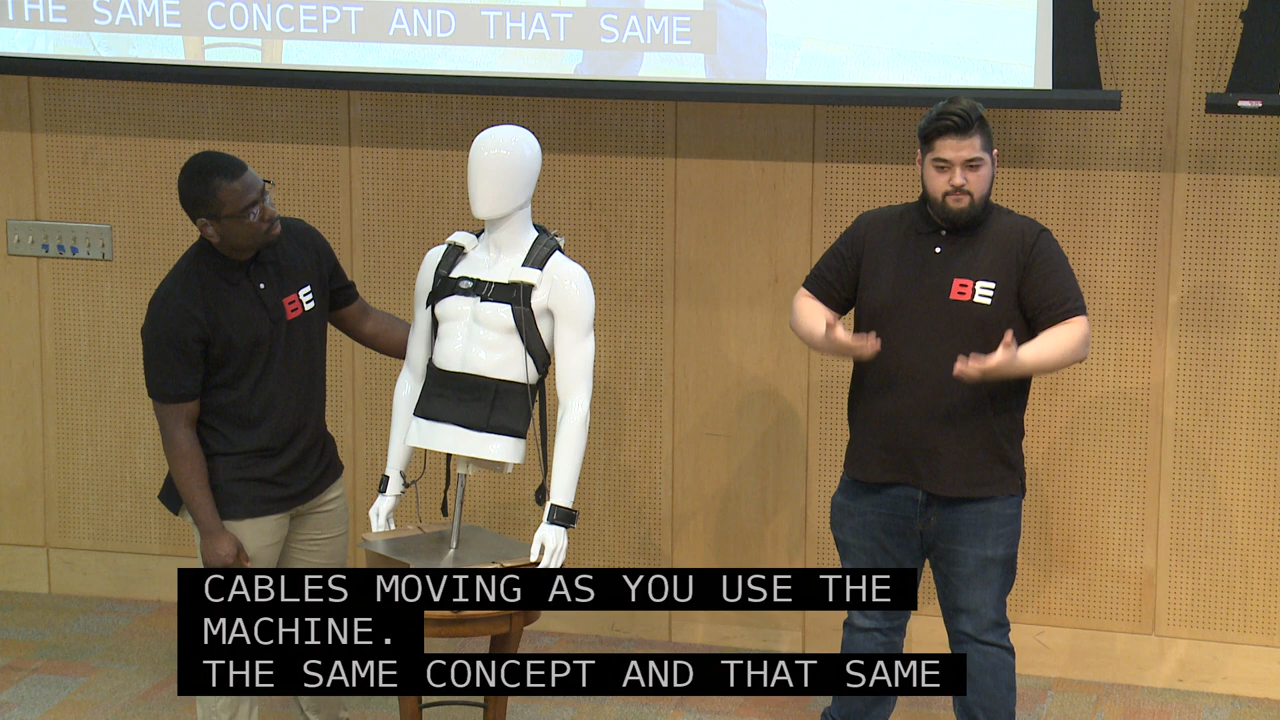 THE SAME CONCEPT AND THAT SAME
BE
BE
CABLES MOVING AS YOU USE THE
MACHINE.
THE SAME CONCEPT AND THAT SAME